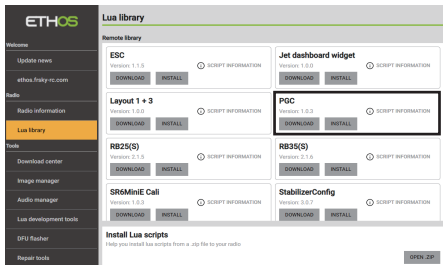 ETHOS
Welcome
Update news
ethos.frsky-rc.com
Radio
Radio information
Lua library
Tools
Download center
Image manager
Audio manager
Lua development tools
DFU flasher
Repair tools
Lua library
Remote library
ESC
Version: 1.1.5
SCRIPT INFORMATION
DOWNLOAD INSTALL
Jet dashboard widget
Version: 1.0.0
SCRIPT INFORMATION
DOWNLOAD INSTALL
Layout 1 + 3
Version: 1.0.0
SCRIPT INFORMATION
DOWNLOAD INSTALL
PGC
Version: 1.0.3
SCRIPT INFORMATION
DOWNLOAD INSTALL
RB25(S)
Version: 2.1.5
SCRIPT INFORMATION
DOWNLOAD INSTALL
RB35(S)
Version: 2.1.6
SCRIPT INFORMATION
DOWNLOAD INSTALL
SR6MiniE Cali
Version: 1.0.3
SCRIPT INFORMATION
DOWNLOAD INSTALL
StabilizerConfig
Version: 3.0.7
SCRIPT INFORMATION
DOWNLOAD INSTALL
Install Lua scripts
Help you install lua scripts from a .zip file to your radio
OPEN .ZIP